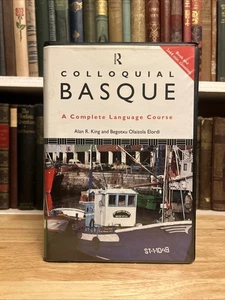 R
COLLOQUIAL
BASQUE
A Complete Language Course
Alan R. King and Begotxu Olaizola Elordi